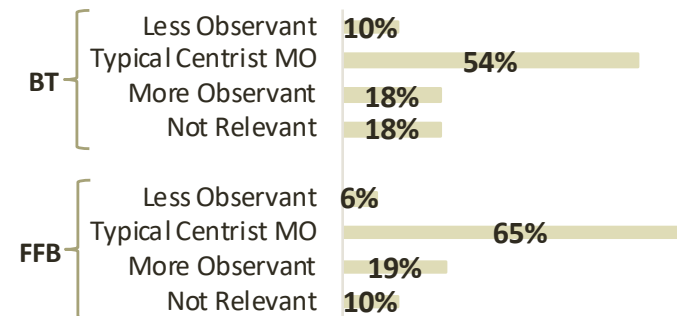 Less Observant 10%
Typical Centrist MO 54%
BT
More Observant 18%
Not Relevant 18%
Less Observant 6%
Typical Centrist MO 65%
FFB
More Observant 19%
Not Relevant 10%